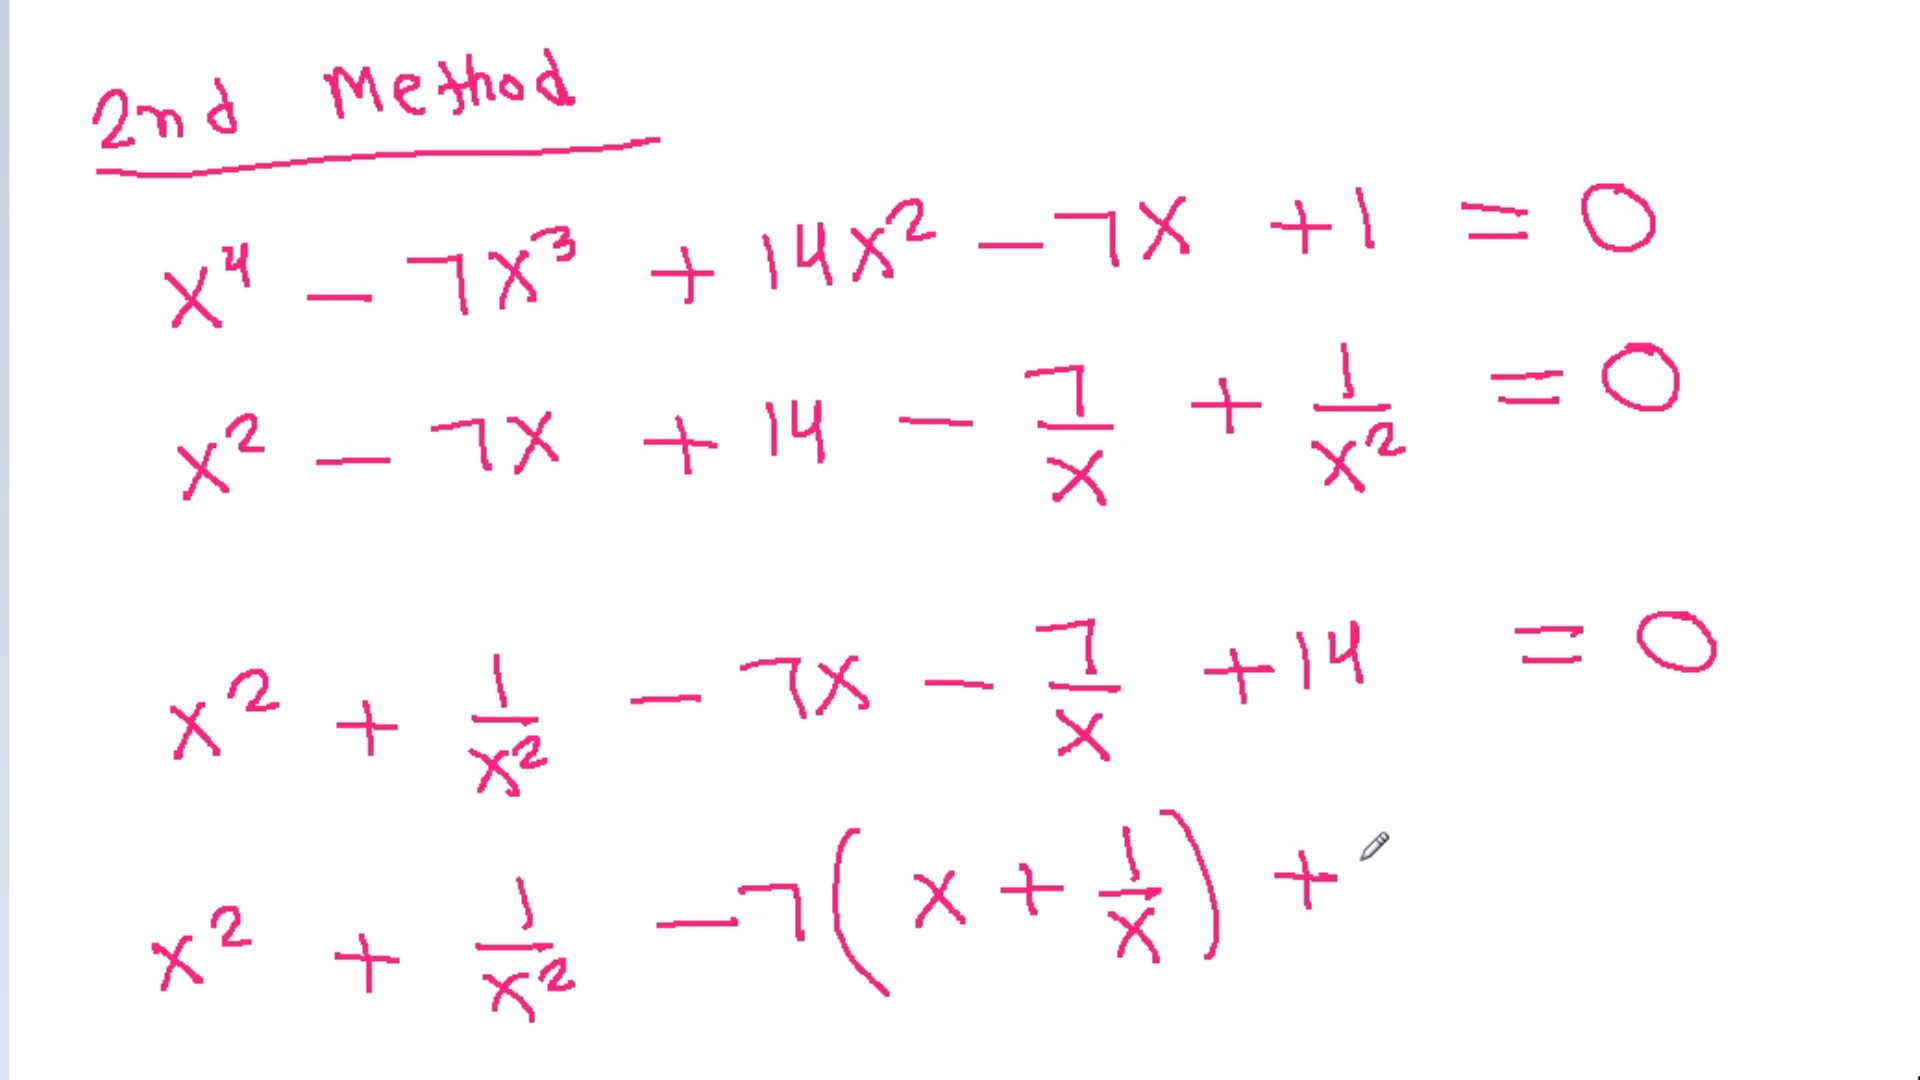 2nd Method
x⁴ - 7x³ + 14x² - 7x + 1 = 0
x² - 7x + 14 - 7/x + 1/x² = 0
x² + 1/x² - 7x - 7/x + 14 = 0
x² + 1/x² - 7(x + 1/x) +